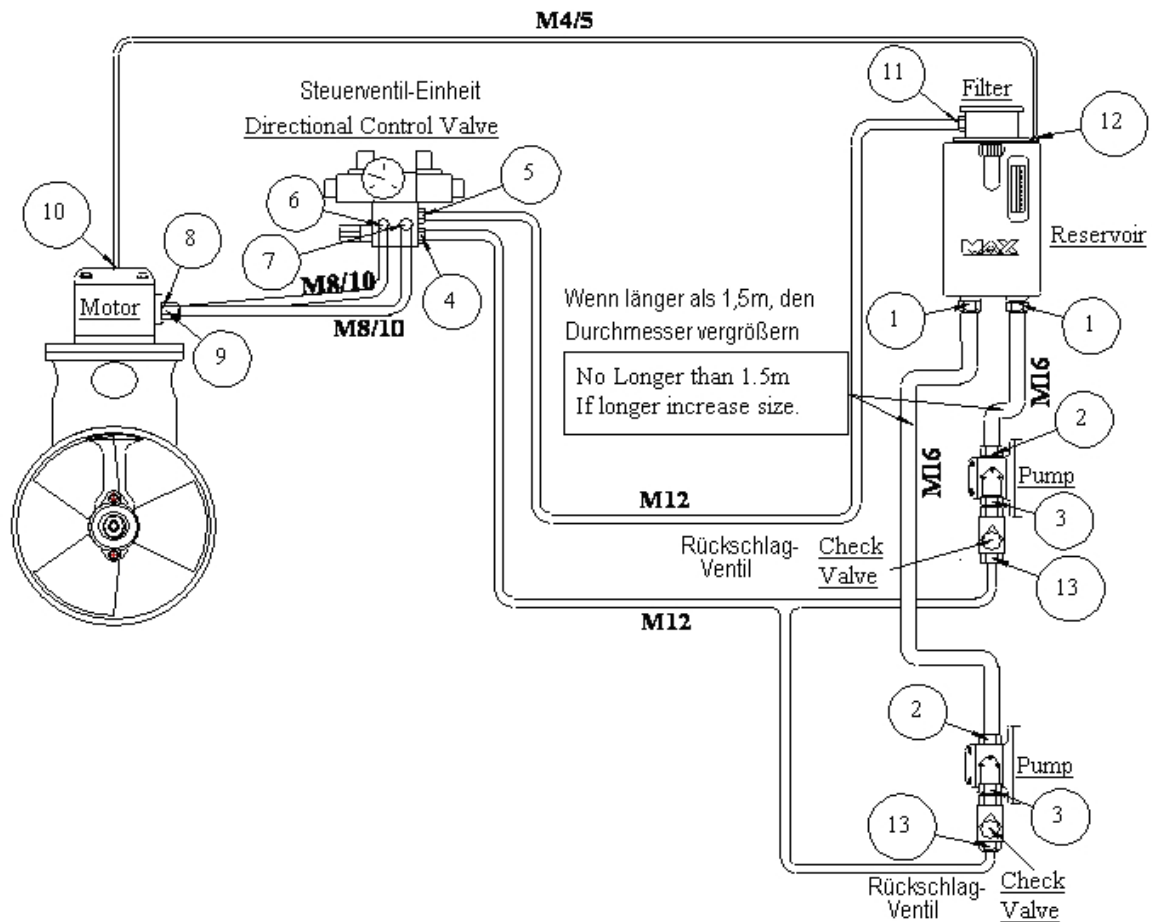 M4/5
11
Filter
12
Steuerventil-Einheit
Directional Control Valve
5
10
6
8
7
4
Reservoir
MaX
M8/10
Motor
M8/10
9
Wenn länger als 1,5m, den
Durchmesser vergrößern
No Longer than 1.5m
If longer increase size.
1
1
M16
2
M16
Pump
M12
3
Rückschlag-
Ventil
Check
Valve
13
M12
2
Pump
3
13
Rückschlag-
Ventil
Check
Valve